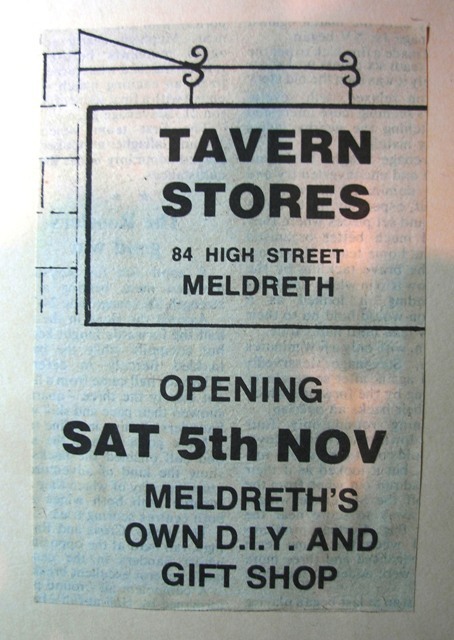 TAVERN
STORES
84 HIGH STREET
MELDRETH
OPENING
SAT 5th NOV
MELDRETH'S
OWN D.I.Y. AND
GIFT SHOP